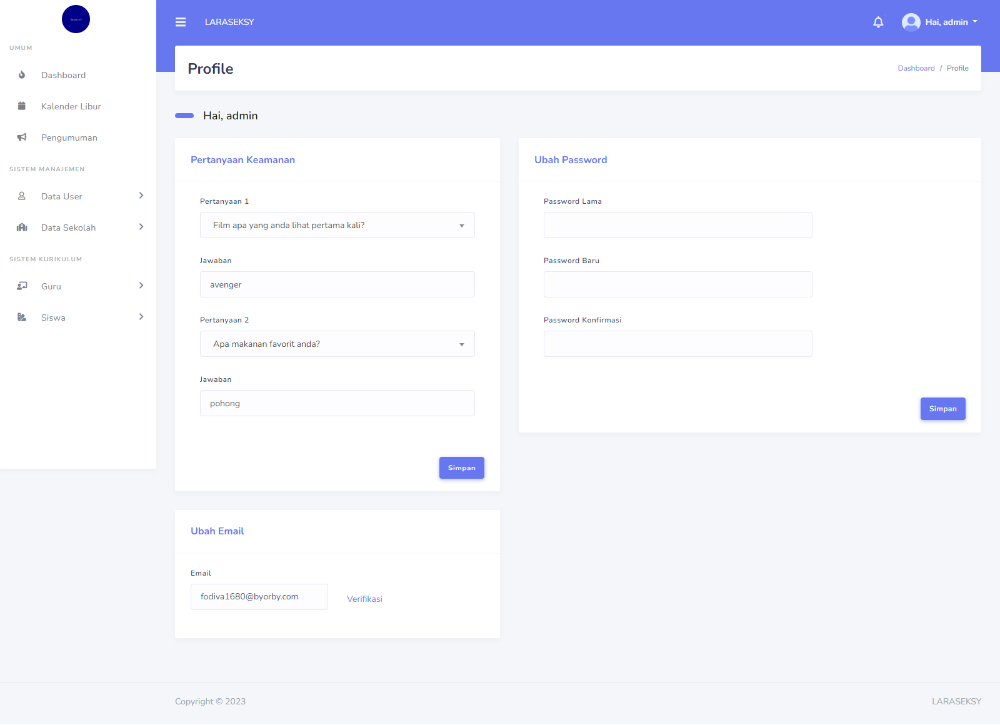 UMUM
Dashboard
Kalender Libur
Pengumuman
SISTEM MANAJEMEN
Data User
Data Sekolah
SISTEM KURIKULUM
Guru
Siswa
LARASEKSY
Hai, admin
Profile
Dashboard / Profile
Hai, admin
Pertanyaan Keamanan
Pertanyaan 1
Film apa yang anda lihat pertama kali?
Jawaban
avenger
Pertanyaan 2
Apa makanan favorit anda?
Jawaban
pohong
Simpan
Ubah Password
Password Lama
Password Baru
Password Konfirmasi
Simpan
Ubah Email
Email
fodiva1680@byorby.com
Verifikasi
Copyright © 2023
LARASEKSY